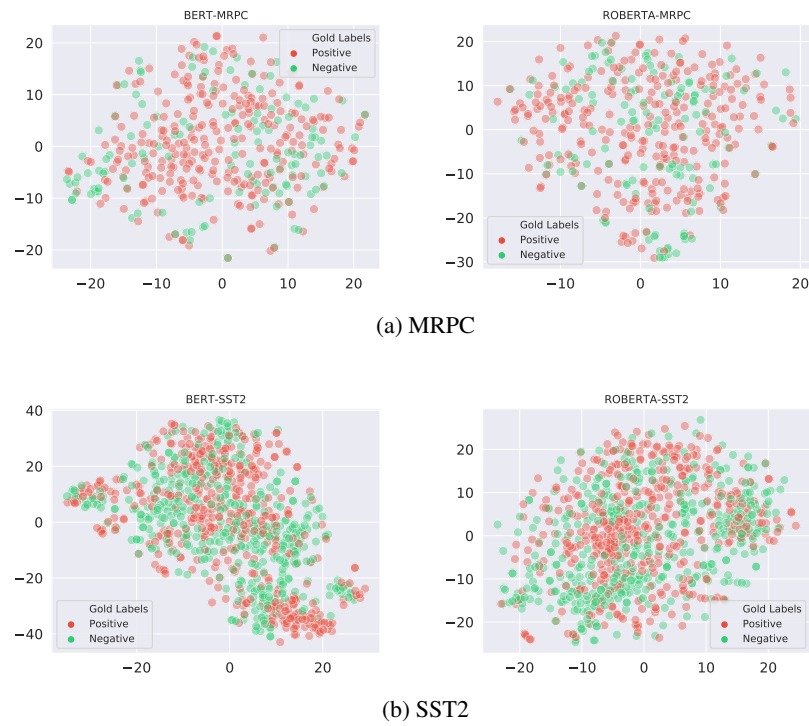 BERT-MRPC
20
10
0
−10
−20
−20 −10 0 10 20
Gold Labels
Positive
Negative
ROBERTA-MRPC
20
10
0
−10
−20
−30
−10 0 10 20
Gold Labels
Positive
Negative
(a) MRPC
BERT-SST2
40
20
0
−20
−40
−20 0 20
Gold Labels
Positive
Negative
ROBERTA-SST2
20
10
0
−10
−20
−20 −10 0 10 20
Gold Labels
Positive
Negative
(b) SST2